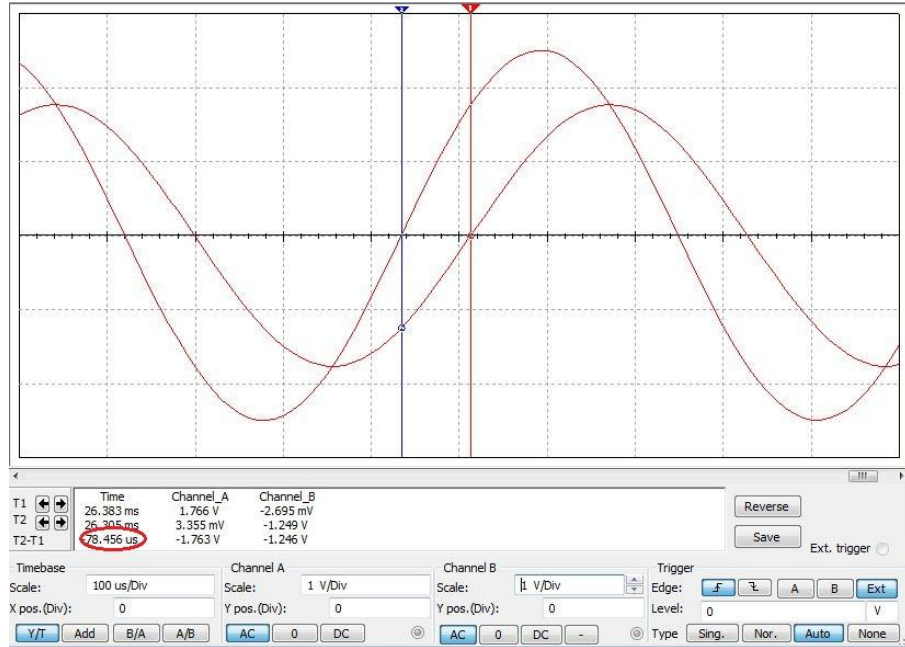 2 1
Time Channel_A Channel_B
T1 26.383 ms 1.766 V -2.695 mV
T2 26.305 ms 3.355 mV -1.249 V
T2-T1 -78.456 us -1.763 V -1.246 V
Reverse
Save
Ext. trigger
Timebase Channel A Channel B Trigger
Scale: 100 us/Div Scale: 1 V/Div Scale: 1 V/Div Edge: A B Ext
X pos.(Div): 0 Y pos.(Div): 0 Y pos.(Div): 0 Level: 0 V
Y/T Add B/A A/B AC 0 DC AC 0 DC - Type Sing. Nor. Auto None